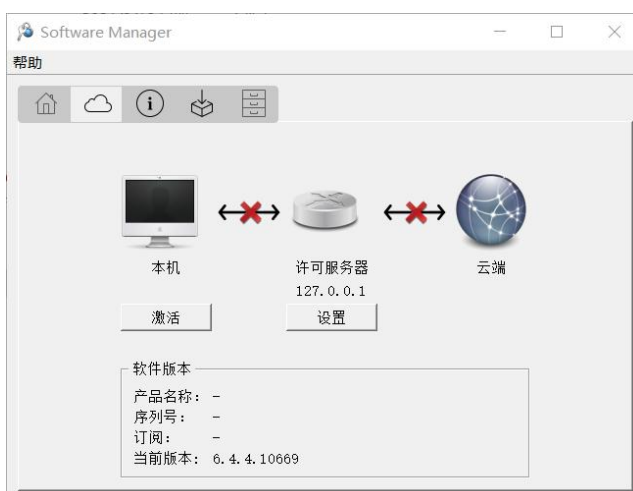 Software Manager
帮助
本机
许可服务器
云端
127.0.0.1
激活
设置
软件版本
产品名称： -
序列号： -
订阅： -
当前版本： 6.4.4.10669